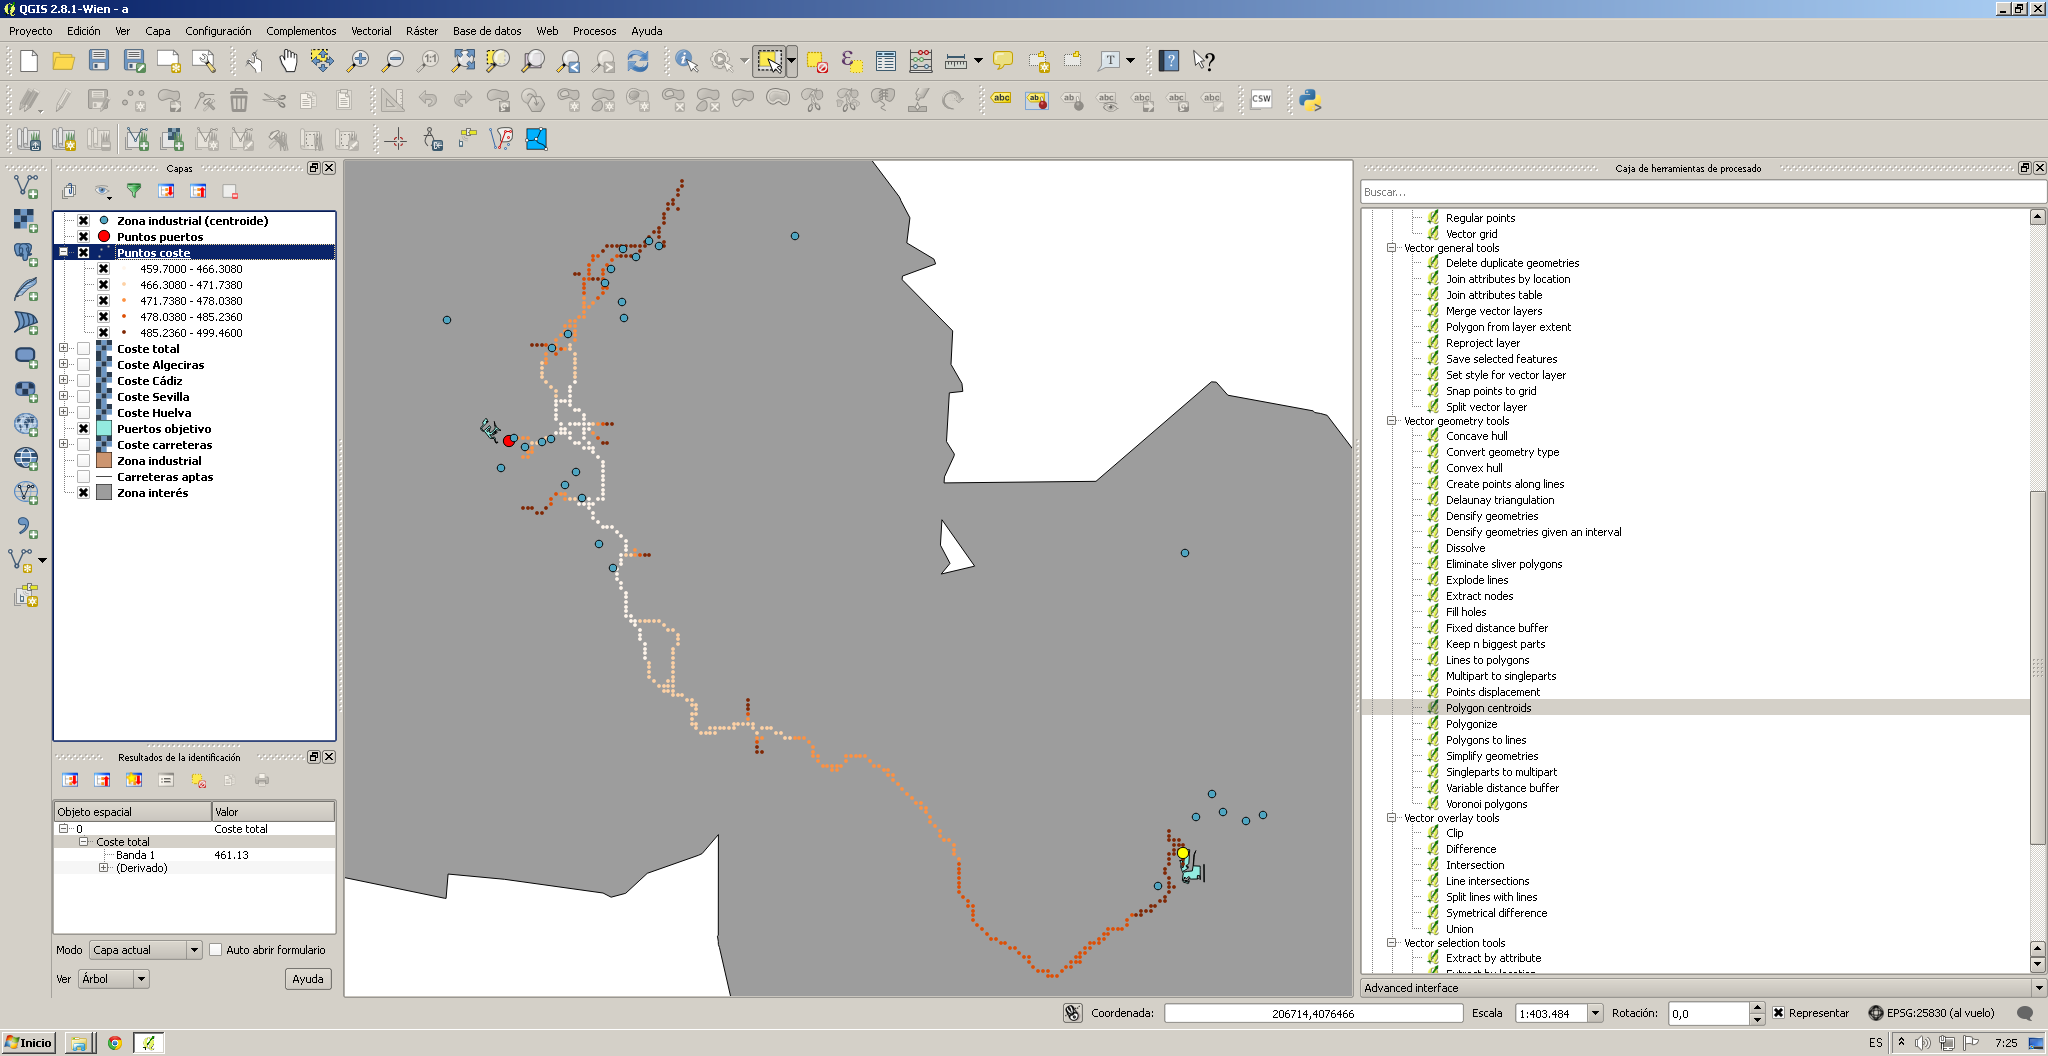 QGIS 2.8.1-Wien - a
Proyecto Edición Ver Capa Configuración Complementos Vectorial Ráster Base de datos Web Procesos Ayuda
abc
CSW
Capas
Caja de herramientas de procesado
Buscar...
Zona industrial (centroide)
Puntos puertos
Puntos coste
459.7000 - 466.3080
466.3080 - 471.7380
471.7380 - 478.0380
478.0380 - 485.2360
485.2360 - 499.4600
Coste total
Coste Algeciras
Coste Cádiz
Coste Sevilla
Coste Huelva
Puertos objetivo
Coste carreteras
Zona industrial
Carreteras aptas
Zona interés
Resultados de la identificación
Objeto espacial Valor
0 Coste total
Coste total
Banda 1 461.13
(Derivado)
Modo Capa actual Auto abrir formulario
Ver Árbol Ayuda
Regular points
Vector grid
Vector general tools
Delete duplicate geometries
Join attributes by location
Join attributes table
Merge vector layers
Polygon from layer extent
Reproject layer
Save selected features
Set style for vector layer
Snap points to grid
Split vector layer
Vector geometry tools
Concave hull
Convert geometry type
Convex hull
Create points along lines
Delaunay triangulation
Densify geometries
Densify geometries given an interval
Dissolve
Eliminate sliver polygons
Explode lines
Extract nodes
Fill holes
Fixed distance buffer
Keep n biggest parts
Lines to polygons
Multipart to singleparts
Points displacement
Polygon centroids
Polygonize
Polygons to lines
Simplify geometries
Singleparts to multipart
Variable distance buffer
Voronoi polygons
Vector overlay tools
Clip
Difference
Intersection
Line intersections
Split lines with lines
Symetrical difference
Union
Vector selection tools
Extract by attribute
Extract by location
Advanced interface
Coordenada: 206714,4076466 Escala 1:403.484 Rotación: 0,0 Representar EPSG:25830 (al vuelo)
Inicio ES 7:25